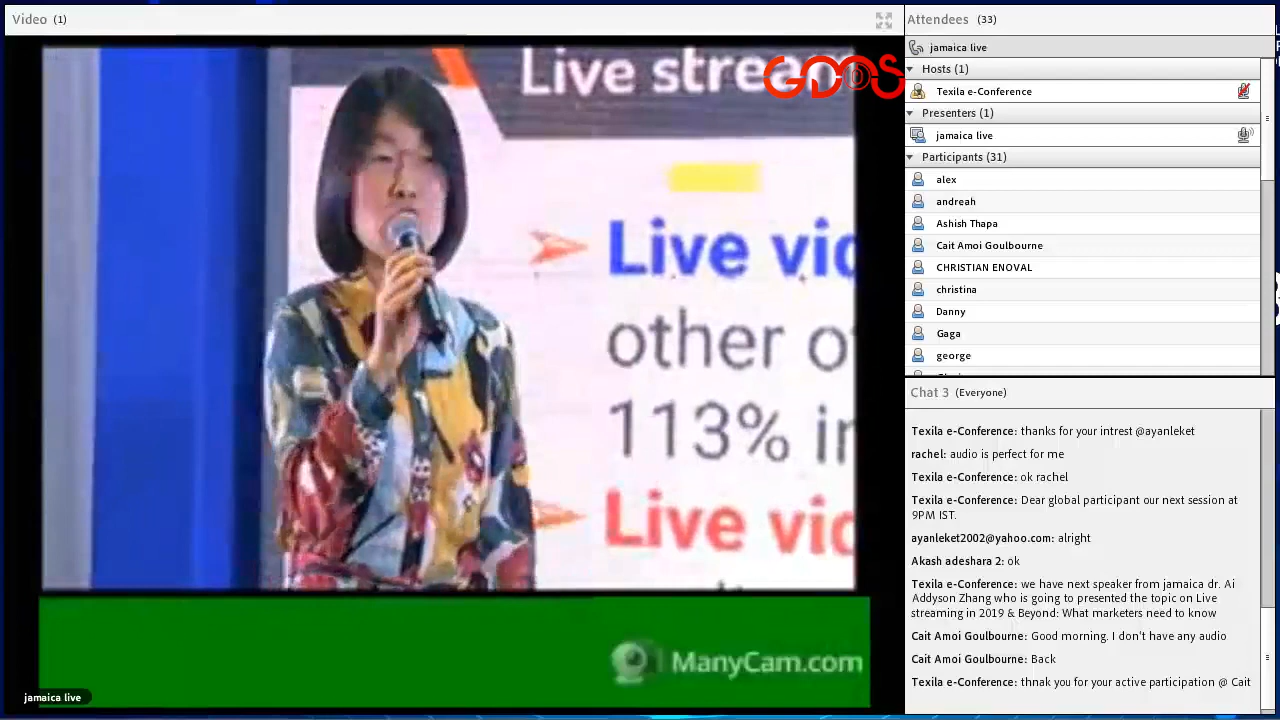 Video (1)
Live stream
GDDS
Live vid
other o
113% in
Live vid
ManyCam.com
jamaica live
Attendees (33)
jamaica live
Hosts (1)
Texila e-Conference
Presenters (1)
jamaica live
Participants (31)
alex
andreah
Ashish Thapa
Cait Amoi Goulbourne
CHRISTIAN ENOVAL
christina
Danny
Gaga
george
Chat 3 (Everyone)
Texila e-Conference: thanks for your intrest @ayanleket
rachel: audio is perfect for me
Texila e-Conference: ok rachel
Texila e-Conference: Dear global participant our next session at
9PM IST.
ayanleket2002@yahoo.com: alright
Akash adeshara 2: ok
Texila e-Conference: we have next speaker from jamaica dr. Ai
Addyson Zhang who is going to presented the topic on Live
streaming in 2019 & Beyond: What marketers need to know
Cait Amoi Goulbourne: Good morning. I don't have any audio
Cait Amoi Goulbourne: Back
Texila e-Conference: thnak you for your active participation @ Cait